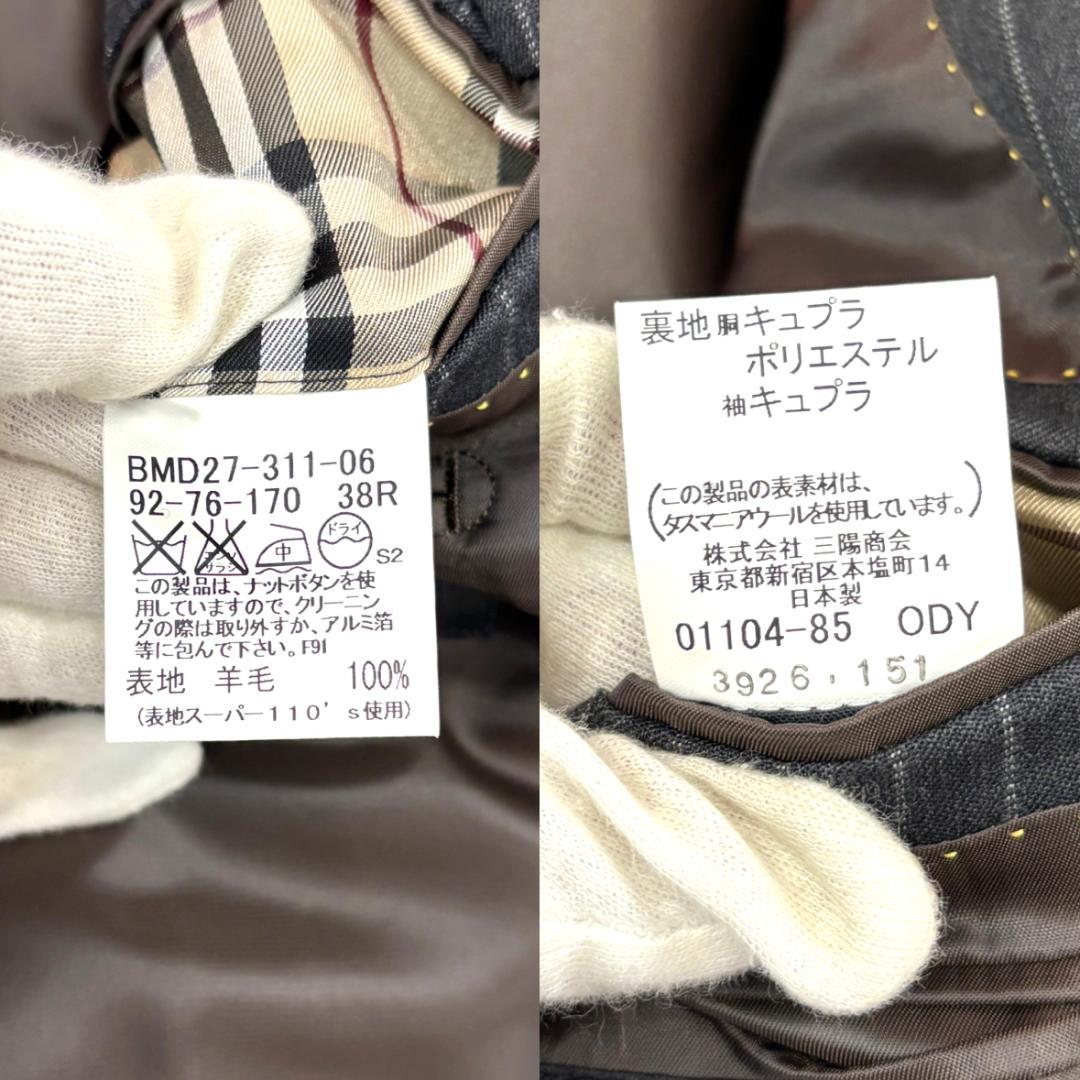 BMD27-311-06
92-76-170 38R
エンソ
サラシ
中
ドライ
S2
この製品は、ナットボタンを使
用していますので、クリーニン
グの際は取り外すか、アルミ箔
等に包んで下さい。F91
表地 羊毛 100%
(表地スーパー110's使用)
裏地 胴キュプラ
ポリエステル
袖キュプラ
(この製品の表素材は、
タスマニアウールを使用しています。)
株式会社 三陽商会
東京都新宿区本塩町14
日本製
01104-85 ODY
3926,151